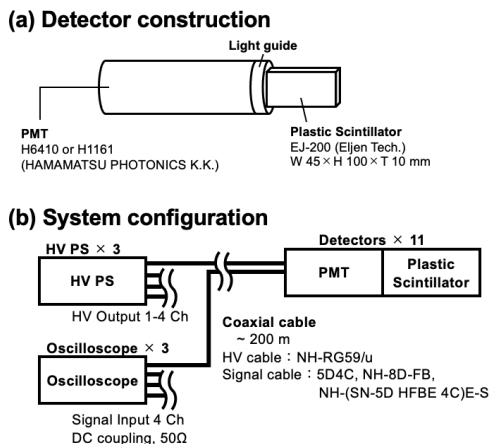 (a) Detector construction
Light guide
PMT
H6410 or H1161
(HAMAMATSU PHOTONICS K.K.)
Plastic Scintillator
EJ-200 (Eljen Tech.)
W 45×H 100×T 10 mm
(b) System configuration
HV PS × 3
HV PS
HV Output 1-4 Ch
Detectors × 11
PMT
Plastic
Scintillator
Oscilloscope × 3
Oscilloscope
Signal Input 4 Ch
DC coupling, 50Ω
Coaxial cable
~ 200 m
HV cable : NH-RG59/u
Signal cable : 5D4C, NH-8D-FB,
NH-(SN-5D HFBE 4C)E-S